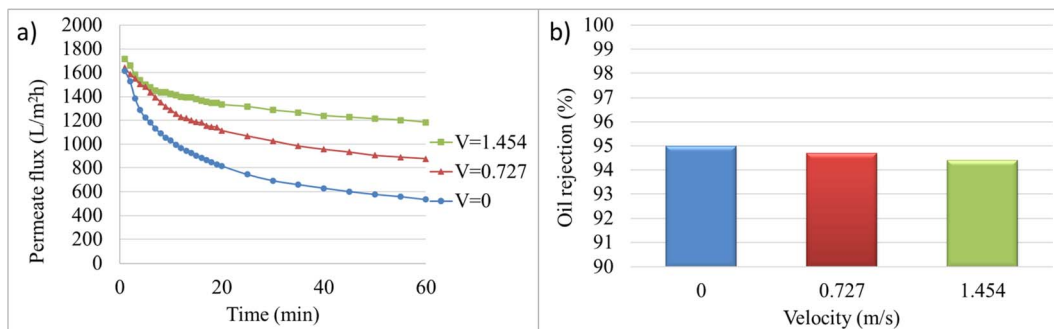 a)
Permeate flux (L/m²h)
2000
1800
1600
1400
1200
1000
800
600
400
200
0
0 20 40 60
Time (min)
V=1.454
V=0.727
V=0
b)
Oil rejection (%)
100
99
98
97
96
95
94
93
92
91
90
0 0.727 1.454
Velocity (m/s)